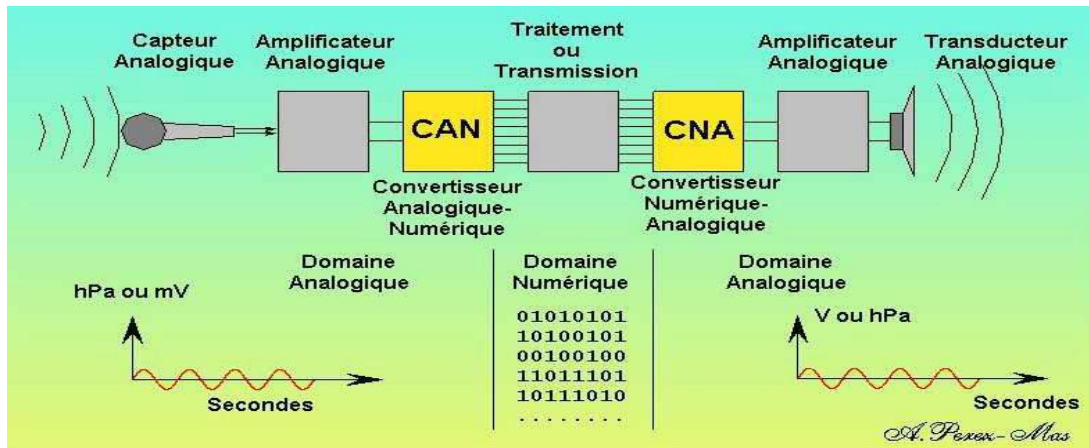 Capteur
Analogique
Amplificateur
Analogique
Traitement
ou
Transmission
Amplificateur
Analogique
Transducteur
Analogique
CAN
CNA
Convertisseur
Analogique-
Numérique
Convertisseur
Numérique-
Analogique
Domaine
Analogique
Domaine
Numérique
Domaine
Analogique
hPa ou mV
Secondes
01010101
10100101
00100100
11011101
10111010
. . . . . . . .
V ou hPa
Secondes
A. Perex-Mas